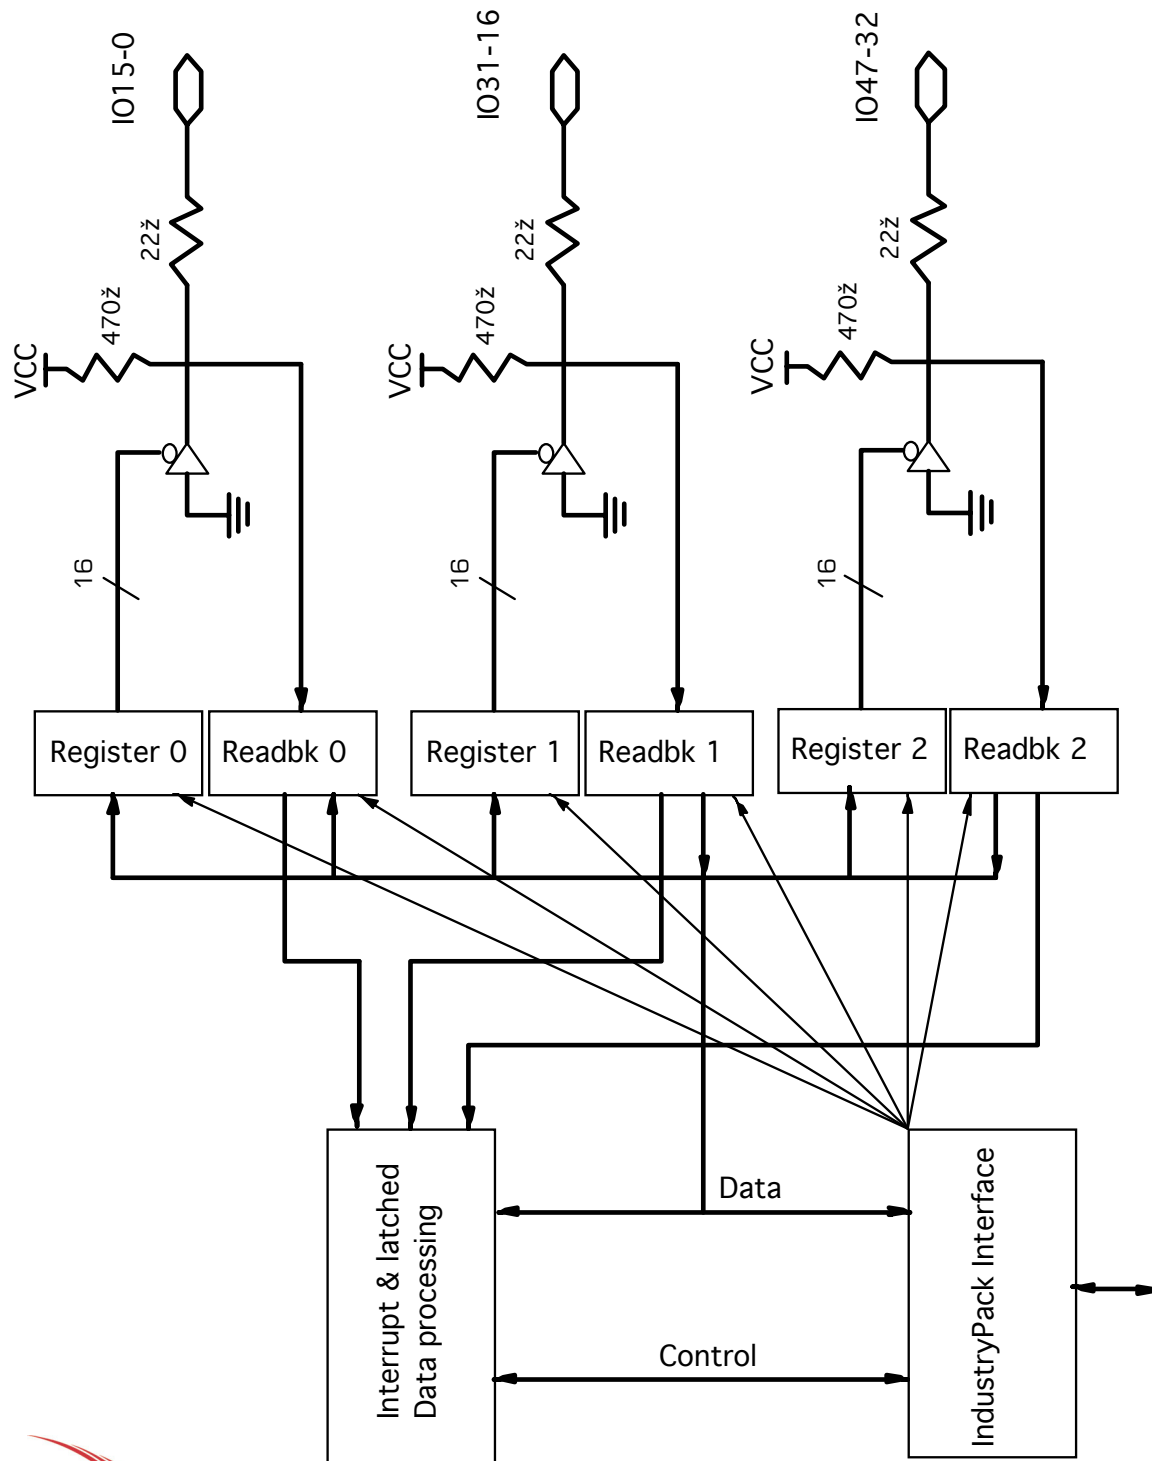 IO15-0
IO31-16
IO47-32
22ž
22ž
22ž
470ž
470ž
470ž
VCC
VCC
VCC
16
16
16
Register 0
Readbk 0
Register 1
Readbk 1
Register 2
Readbk 2
Interrupt & latched
Data processing
Data
Control
IndustryPack Interface